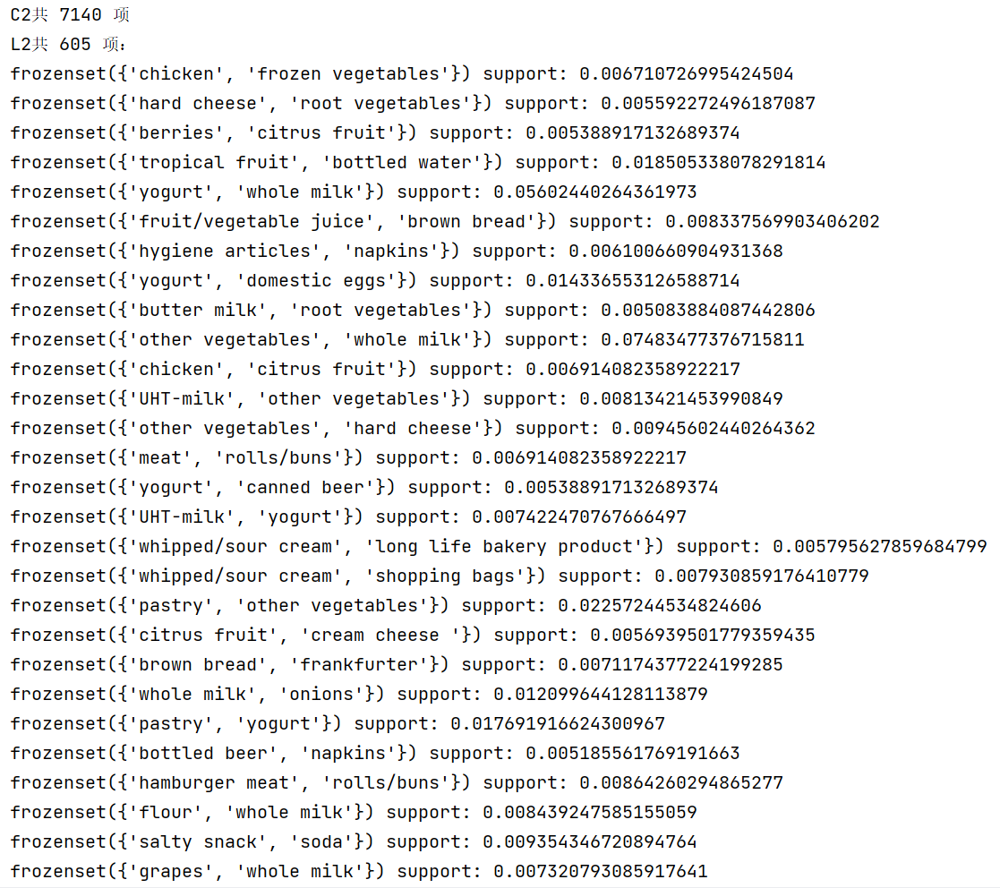 C2共 7140 项
L2共 605 项:
frozenset({'chicken', 'frozen vegetables'}) support: 0.006710726995424504
frozenset({'hard cheese', 'root vegetables'}) support: 0.005592272496187087
frozenset({'berries', 'citrus fruit'}) support: 0.005388917132689374
frozenset({'tropical fruit', 'bottled water'}) support: 0.018505338078291814
frozenset({'yogurt', 'whole milk'}) support: 0.05602440264361973
frozenset({'fruit/vegetable juice', 'brown bread'}) support: 0.008337569903406202
frozenset({'hygiene articles', 'napkins'}) support: 0.006100660904931368
frozenset({'yogurt', 'domestic eggs'}) support: 0.014336553126588714
frozenset({'butter milk', 'root vegetables'}) support: 0.005083884087442806
frozenset({'other vegetables', 'whole milk'}) support: 0.07483477376715811
frozenset({'chicken', 'citrus fruit'}) support: 0.006914082358922217
frozenset({'UHT-milk', 'other vegetables'}) support: 0.00813421453990849
frozenset({'other vegetables', 'hard cheese'}) support: 0.00945602440264362
frozenset({'meat', 'rolls/buns'}) support: 0.006914082358922217
frozenset({'yogurt', 'canned beer'}) support: 0.005388917132689374
frozenset({'UHT-milk', 'yogurt'}) support: 0.007422470767666497
frozenset({'whipped/sour cream', 'long life bakery product'}) support: 0.005795627859684799
frozenset({'whipped/sour cream', 'shopping bags'}) support: 0.007930859176410779
frozenset({'pastry', 'other vegetables'}) support: 0.02257244534824606
frozenset({'citrus fruit', 'cream cheese '}) support: 0.0056939501779359435
frozenset({'brown bread', 'frankfurter'}) support: 0.0071174377224199285
frozenset({'whole milk', 'onions'}) support: 0.012099644128113879
frozenset({'pastry', 'yogurt'}) support: 0.017691916624300967
frozenset({'bottled beer', 'napkins'}) support: 0.005185561769191663
frozenset({'hamburger meat', 'rolls/buns'}) support: 0.00864260294865277
frozenset({'flour', 'whole milk'}) support: 0.008439247585155059
frozenset({'salty snack', 'soda'}) support: 0.009354346720894764
frozenset({'grapes', 'whole milk'}) support: 0.007320793085917641